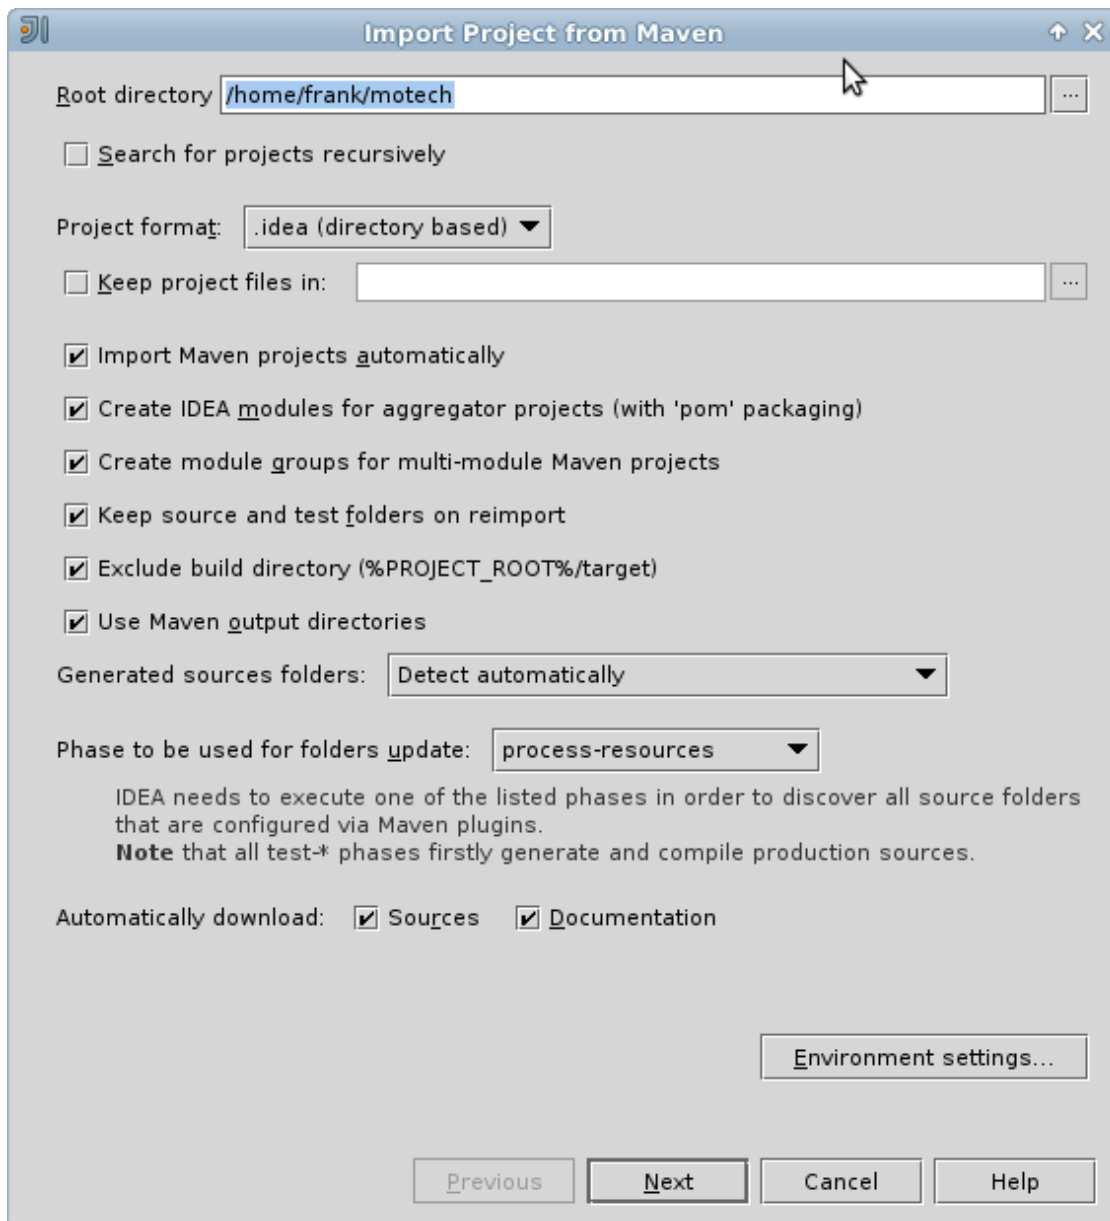 Import Project from Maven
Root directory /home/frank/motech ...
Search for projects recursively
Project format: .idea (directory based)
Keep project files in: ...
Import Maven projects automatically
Create IDEA modules for aggregator projects (with 'pom' packaging)
Create module groups for multi-module Maven projects
Keep source and test folders on reimport
Exclude build directory (%PROJECT_ROOT%/target)
Use Maven output directories
Generated sources folders: Detect automatically
Phase to be used for folders update: process-resources
IDEA needs to execute one of the listed phases in order to discover all source folders
that are configured via Maven plugins.
Note that all test-* phases firstly generate and compile production sources.
Automatically download: Sources Documentation
Environment settings...
Previous Next Cancel Help